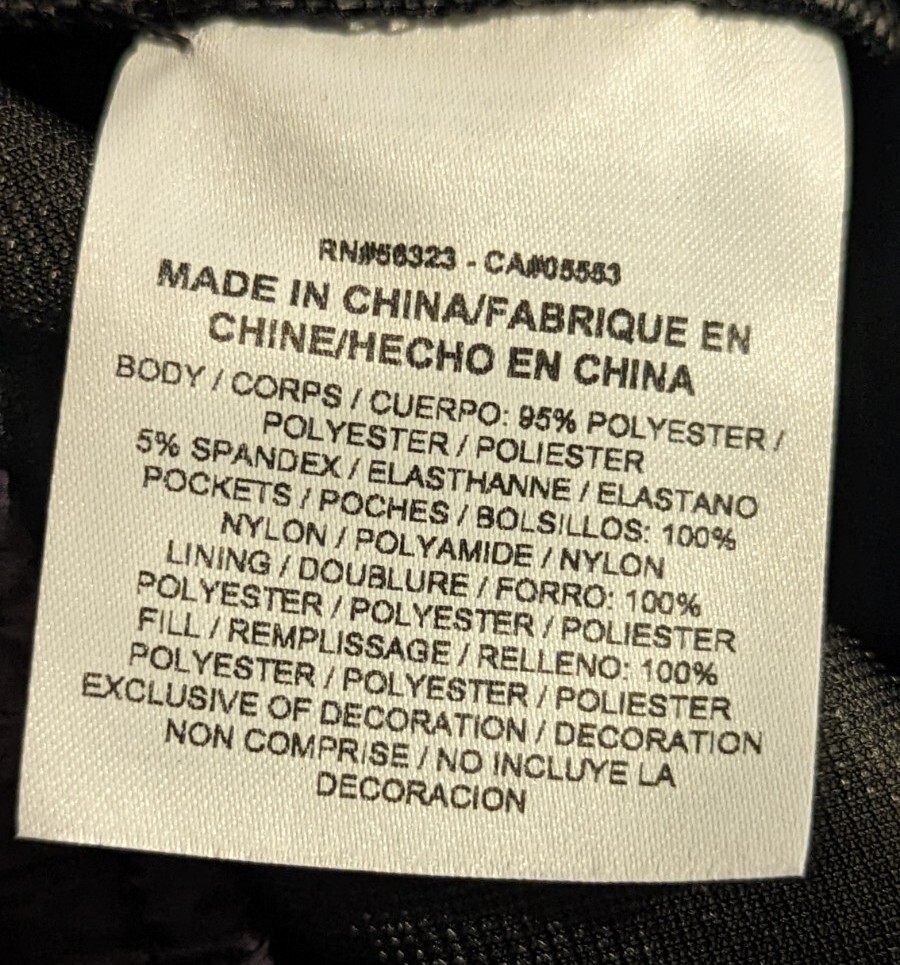 RN#56323 - CA#05553
MADE IN CHINA/FABRIQUE EN
CHINE/HECHO EN CHINA
BODY / CORPS / CUERPO: 95% POLYESTER /
POLYESTER / POLIESTER
5% SPANDEX / ELASTHANNE / ELASTANO
POCKETS / POCHES / BOLSILLOS: 100%
NYLON / POLYAMIDE / NYLON
LINING / DOUBLURE / FORRO: 100%
POLYESTER / POLYESTER / POLIESTER
FILL / REMPLISSAGE / RELLENO: 100%
POLYESTER / POLYESTER / POLIESTER
EXCLUSIVE OF DECORATION / DECORATION
NON COMPRISE / NO INCLUYE LA
DECORACION